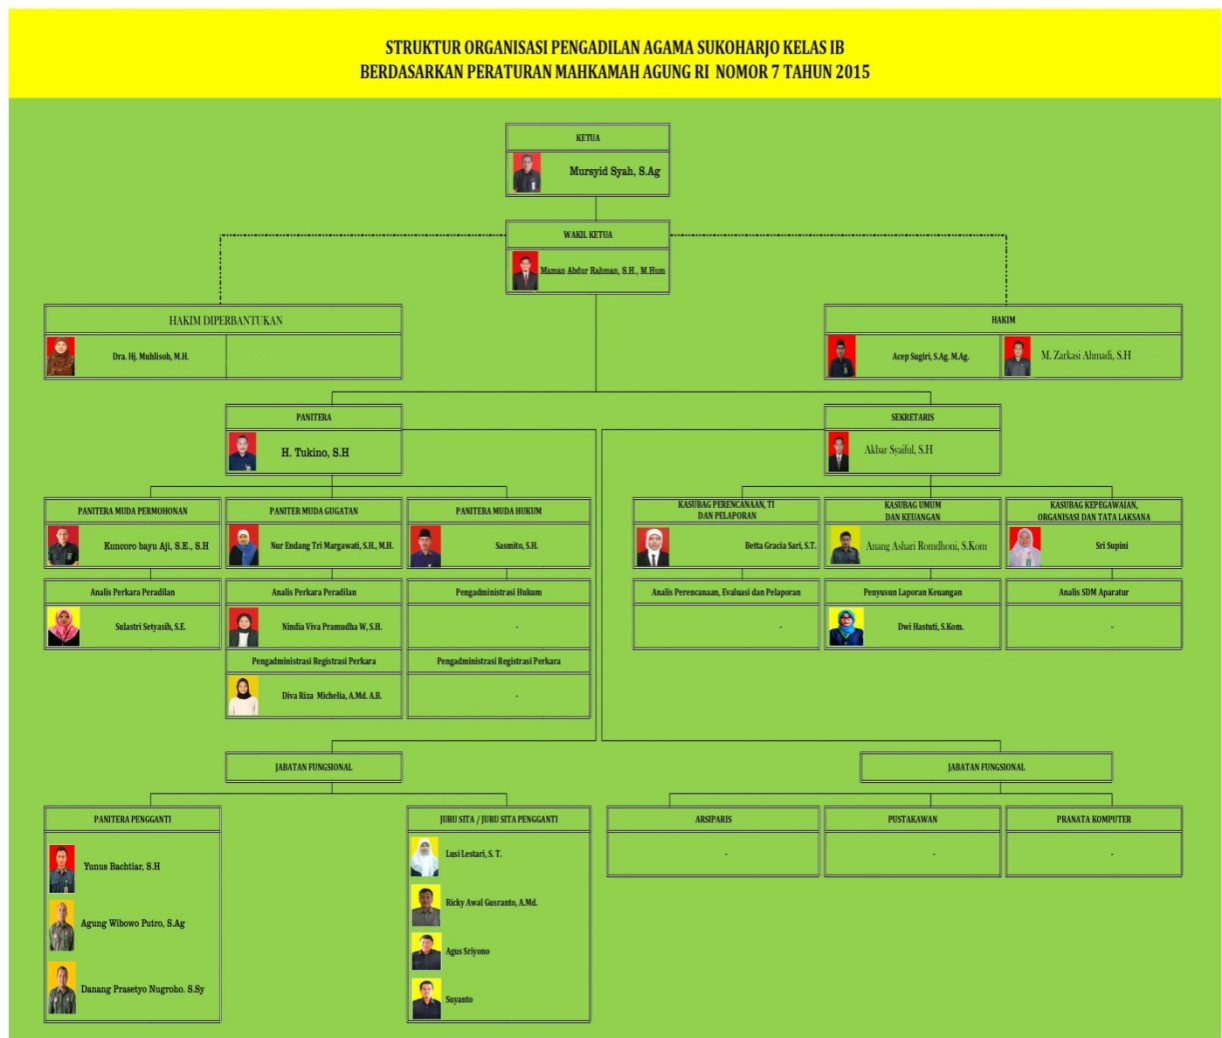 STRUKTUR ORGANISASI PENGADILAN AGAMA SUKOHARJO KELAS IB
BERDASARKAN PERATURAN MAHKAMAH AGUNG RI NOMOR 7 TAHUN 2015
KETUA
Mursyid Syah, S.Ag
WAKIL KETUA
Maman Abdur Rahman, S.H., M.Hum
HAKIM DIPERBANTUKAN
Dra. Hj. Muhlisoh, M.H.
HAKIM
Acep Sugiri, S.Ag. M.Ag.
M. Zarkasi Ahmadi, S.H
PANITERA
H. Tukino, S.H
SEKRETARIS
Akbar Syaiful, S.H
PANITERA MUDA PERMOHONAN
Kuncoro bayu Aji, S.E., S.H
PANITER MUDA GUGATAN
Nur Endang Tri Margawati, S.H., M.H.
PANITERA MUDA HUKUM
Sasmito, S.H.
KASUBAG PERENCANAAN, TI
DAN PELAPORAN
Betta Gracia Sari, S.T.
KASUBAG UMUM
DAN KEUANGAN
Anang Ashari Romdhoni, S.Kom
KASUBAG KEPEGAWAIAN,
ORGANISASI DAN TATA LAKSANA
Sri Supini
Analis Perkara Peradilan
Sulastri Setyasih, S.E.
Analis Perkara Peradilan
Nindia Viva Pramudha W, S.H.
Pengadministrasi Hukum
-
Analis Perencanaan, Evaluasi dan Pelaporan
-
Penyusun Laporan Keuangan
Dwi Hastuti, S.Kom.
Analis SDM Aparatur
-
Pengadministrasi Registrasi Perkara
Diva Riza Michelia, A.Md. A.B.
Pengadministrasi Registrasi Perkara
-
JABATAN FUNGSIONAL
JABATAN FUNGSIONAL
PANITERA PENGGANTI
Yunus Bachtiar, S.H
Agung Wibowo Putro, S.Ag
Danang Prasetyo Nugroho. S.Sy
JURU SITA / JURU SITA PENGGANTI
Lusi Lestari, S. T.
Ricky Awal Gusranto, A.Md.
Agus Sriyono
Suyanto
ARSIPARIS
-
PUSTAKAWAN
-
PRANATA KOMPUTER
-